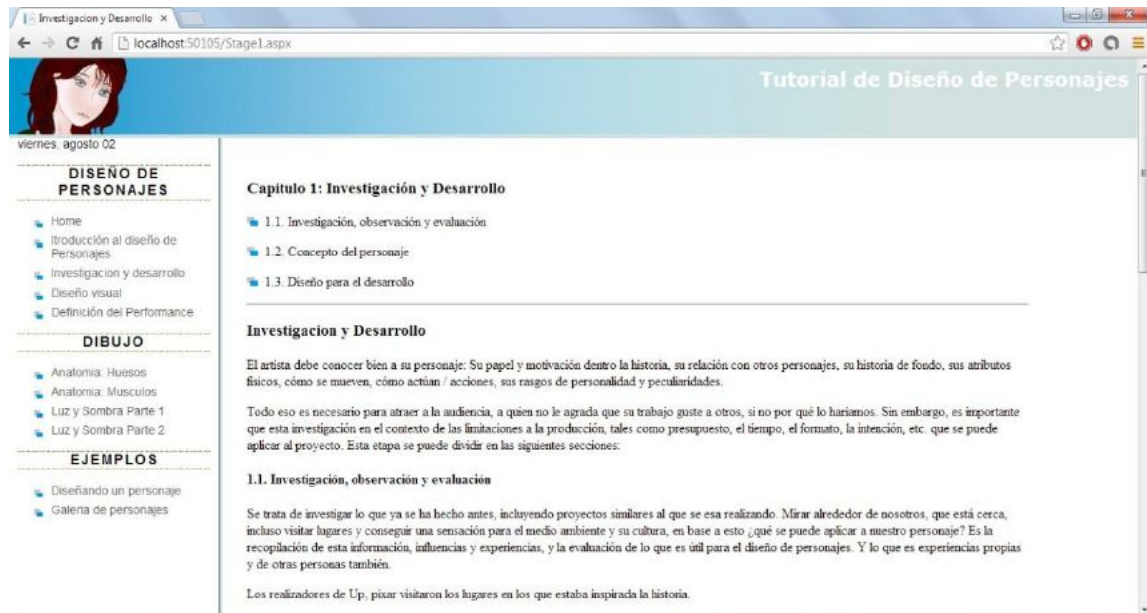 Investigacion y Desarrollo
localhost:50105/Stage1.aspx
Tutorial de Diseño de Personajes
viernes, agosto 02
DISEÑO DE
PERSONAJES
Home
Itroducción al diseño de
Personajes
Investigacion y desarrollo
Diseño visual
Definición del Performance
DIBUJO
Anatomia: Huesos
Anatomia: Musculos
Luz y Sombra Parte 1
Luz y Sombra Parte 2
EJEMPLOS
Diseñando un personaje
Galeria de personajes
Capitulo 1: Investigación y Desarrollo
1.1. Investigación, observación y evaluación
1.2. Concepto del personaje
1.3. Diseño para el desarrollo
Investigacion y Desarrollo
El artista debe conocer bien a su personaje: Su papel y motivación dentro la historia, su relación con otros personajes, su historia de fondo, sus atributos
físicos, cómo se mueven, cómo actúan / acciones, sus rasgos de personalidad y peculiaridades.
Todo eso es necesario para atraer a la audiencia, a quien no le agrada que su trabajo guste a otros, si no por qué lo hariamos. Sin embargo, es importante
que esta investigación en el contexto de las limitaciones a la producción, tales como presupuesto, el tiempo, el formato, la intención, etc. que se puede
aplicar al proyecto. Esta etapa se puede dividir en las siguientes secciones:
1.1. Investigación, observación y evaluación
Se trata de investigar lo que ya se ha hecho antes, incluyendo proyectos similares al que se esa realizando. Mirar alrededor de nosotros, que está cerca,
incluso visitar lugares y conseguir una sensación para el medio ambiente y su cultura, en base a esto ¿qué se puede aplicar a nuestro personaje? Es la
recopilación de esta información, influencias y experiencias, y la evaluación de lo que es útil para el diseño de personajes. Y lo que es experiencias propias
y de otras personas también.
Los realizadores de Up, pixar visitaron los lugares en los que estaba inspirada la historia.